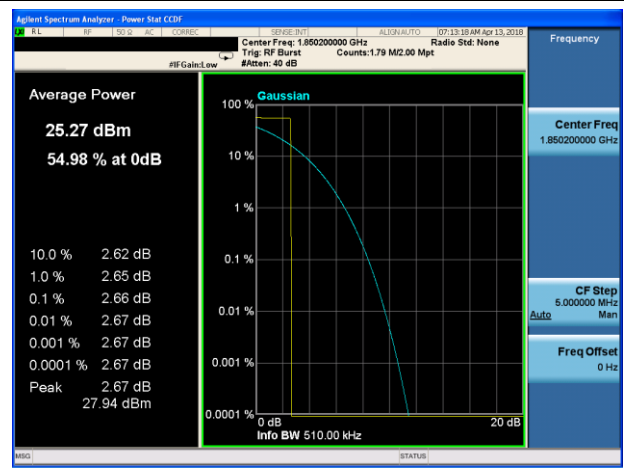 Agilent Spectrum Analyzer - Power Stat CCDF
RL RF 50 Ω AC CORREC SENSE:INT ALIGN AUTO 07:13:18 AM Apr 13, 2018
Center Freq: 1.850200000 GHz Radio Std: None
Trig: RF Burst Counts:1.79 M/2.00 Mpt
#IFGain:Low #Atten: 40 dB
Frequency
Average Power
25.27 dBm
54.98 % at 0dB
10.0 % 2.62 dB
1.0 % 2.65 dB
0.1 % 2.66 dB
0.01 % 2.67 dB
0.001 % 2.67 dB
0.0001 % 2.67 dB
Peak 2.67 dB
27.94 dBm
Gaussian
100 %
10 %
1 %
0.1 %
0.01 %
0.001 %
0.0001 %
0 dB 20 dB
Info BW 510.00 kHz
Center Freq
1.850200000 GHz
CF Step
5.000000 MHz
Auto Man
Freq Offset
0 Hz
MSG STATUS